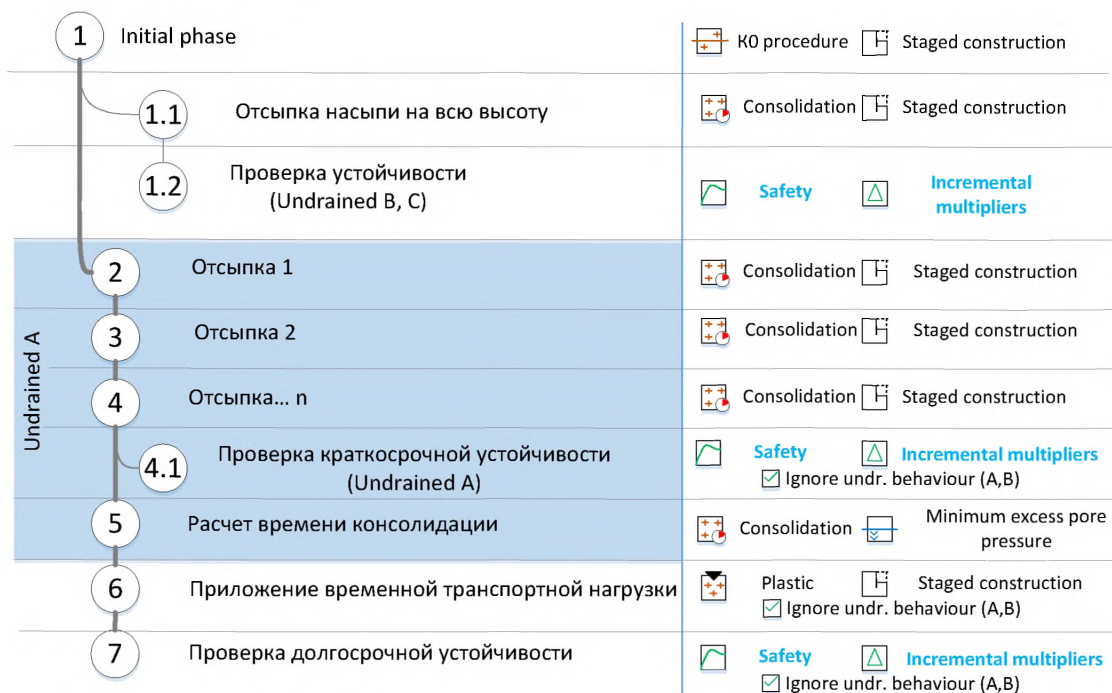 1 Initial phase K0 procedure Staged construction
1.1 Отсыпка насыпи на всю высоту Consolidation Staged construction
1.2 Проверка устойчивости
(Undrained B, C)
Safety Incremental
multipliers
Undrained A
2 Отсыпка 1 Consolidation Staged construction
3 Отсыпка 2 Consolidation Staged construction
4 Отсыпка... n Consolidation Staged construction
4.1 Проверка краткосрочной устойчивости
(Undrained A)
Safety Incremental multipliers
Ignore undr. behaviour (A,B)
5 Расчет времени консолидации Consolidation Minimum excess pore
pressure
6 Приложение временной транспортной нагрузки Plastic Staged construction
Ignore undr. behaviour (A,B)
7 Проверка долгосрочной устойчивости Safety Incremental multipliers
Ignore undr. behaviour (A,B)